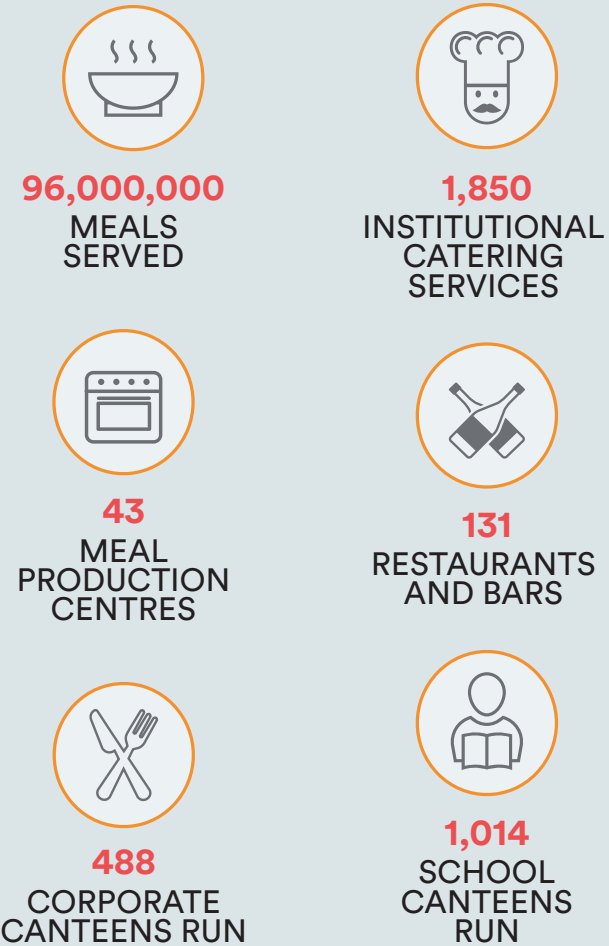 96,000,000
MEALS
SERVED
1,850
INSTITUTIONAL
CATERING
SERVICES
43
MEAL
PRODUCTION
CENTRES
131
RESTAURANTS
AND BARS
488
CORPORATE
CANTEENS RUN
1,014
SCHOOL
CANTEENS
RUN